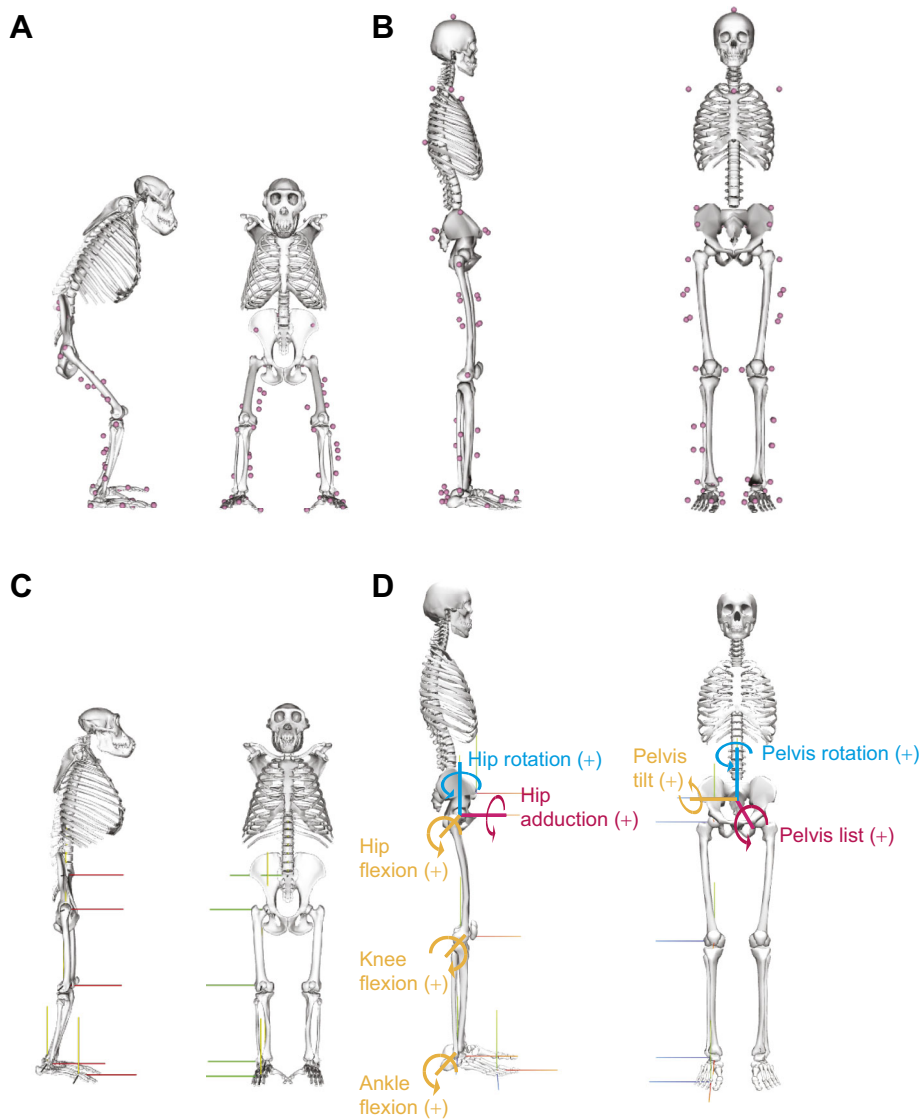 A
B
C
D
Hip rotation (+)
Hip
adduction (+)
Hip
flexion (+)
Knee
flexion (+)
Ankle
flexion (+)
Pelvis
tilt (+)
Pelvis rotation (+)
Pelvis list (+)